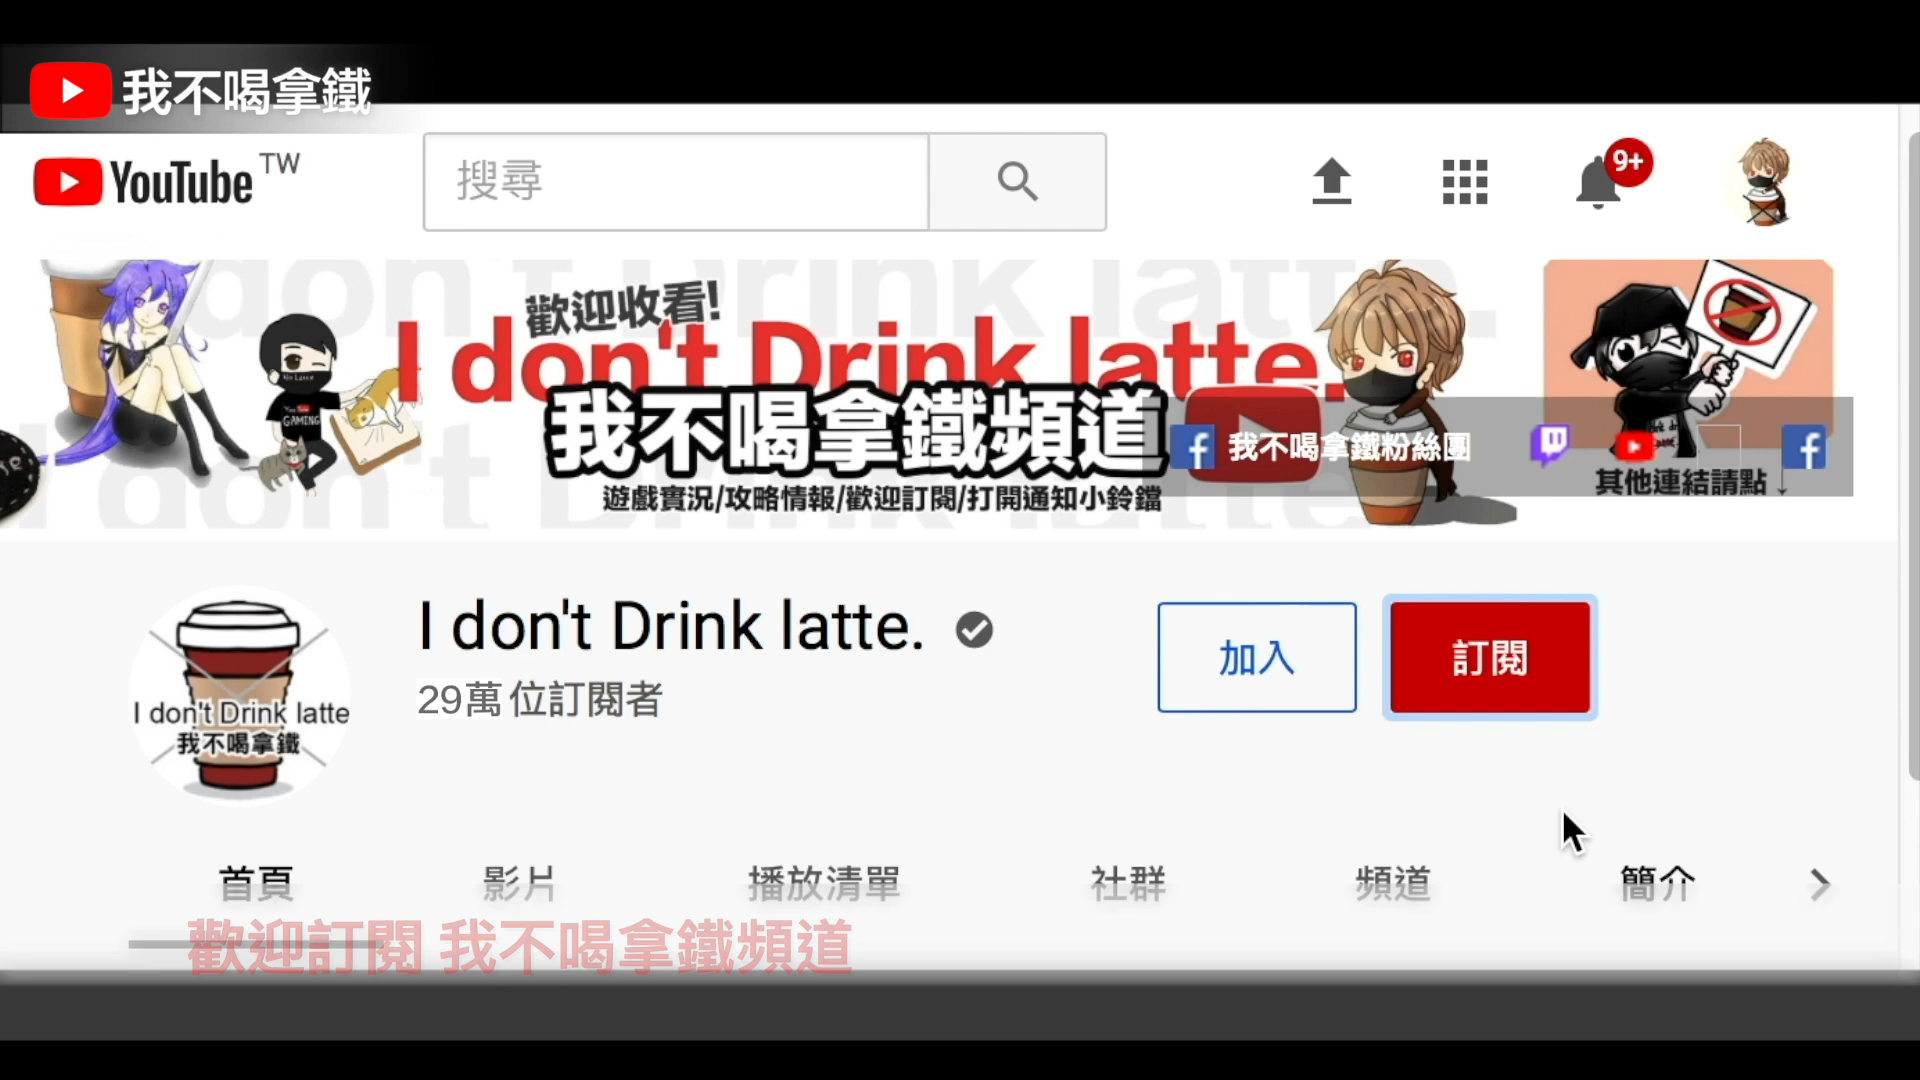 我不喝拿鐵
YouTube TW
搜尋
9+
歡迎收看!
I don't Drink latte.
我不喝拿鐵頻道
遊戲實況/攻略情報/歡迎訂閱/打開通知小鈴鐺
我不喝拿鐵粉絲團
其他連結請點↓
I don't Drink latte.
29萬 位訂閱者
加入
訂閱
I don't Drink latte
我不喝拿鐵
首頁
影片
播放清單
社群
頻道
簡介
歡迎訂閱 我不喝拿鐵頻道